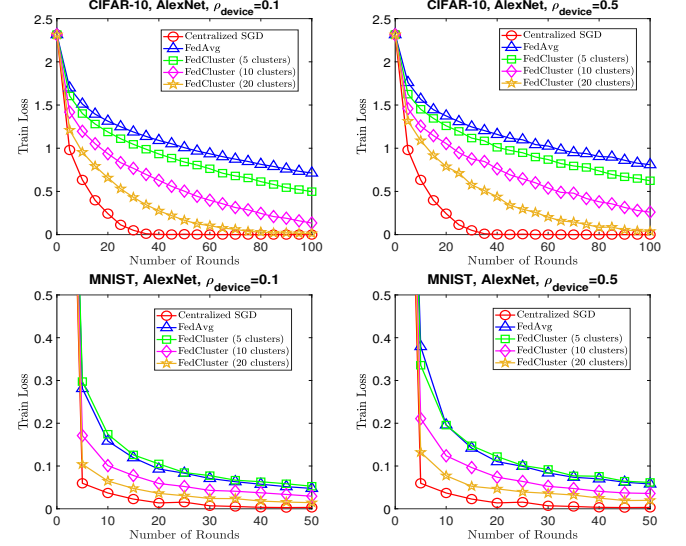 CIFAR-10, AlexNet, ρdevice=0.1
2.5
2
1.5
1
0.5
0
Train Loss
Centralized SGD
FedAvg
FedCluster (5 clusters)
FedCluster (10 clusters)
FedCluster (20 clusters)
0 20 40 60 80 100
Number of Rounds
CIFAR-10, AlexNet, ρdevice=0.5
2.5
2
1.5
1
0.5
0
Train Loss
Centralized SGD
FedAvg
FedCluster (5 clusters)
FedCluster (10 clusters)
FedCluster (20 clusters)
0 20 40 60 80 100
Number of Rounds
MNIST, AlexNet, ρdevice=0.1
0.5
0.4
0.3
0.2
0.1
0
Train Loss
Centralized SGD
FedAvg
FedCluster (5 clusters)
FedCluster (10 clusters)
FedCluster (20 clusters)
0 10 20 30 40 50
Number of Rounds
MNIST, AlexNet, ρdevice=0.5
0.5
0.4
0.3
0.2
0.1
0
Train Loss
Centralized SGD
FedAvg
FedCluster (5 clusters)
FedCluster (10 clusters)
FedCluster (20 clusters)
0 10 20 30 40 50
Number of Rounds